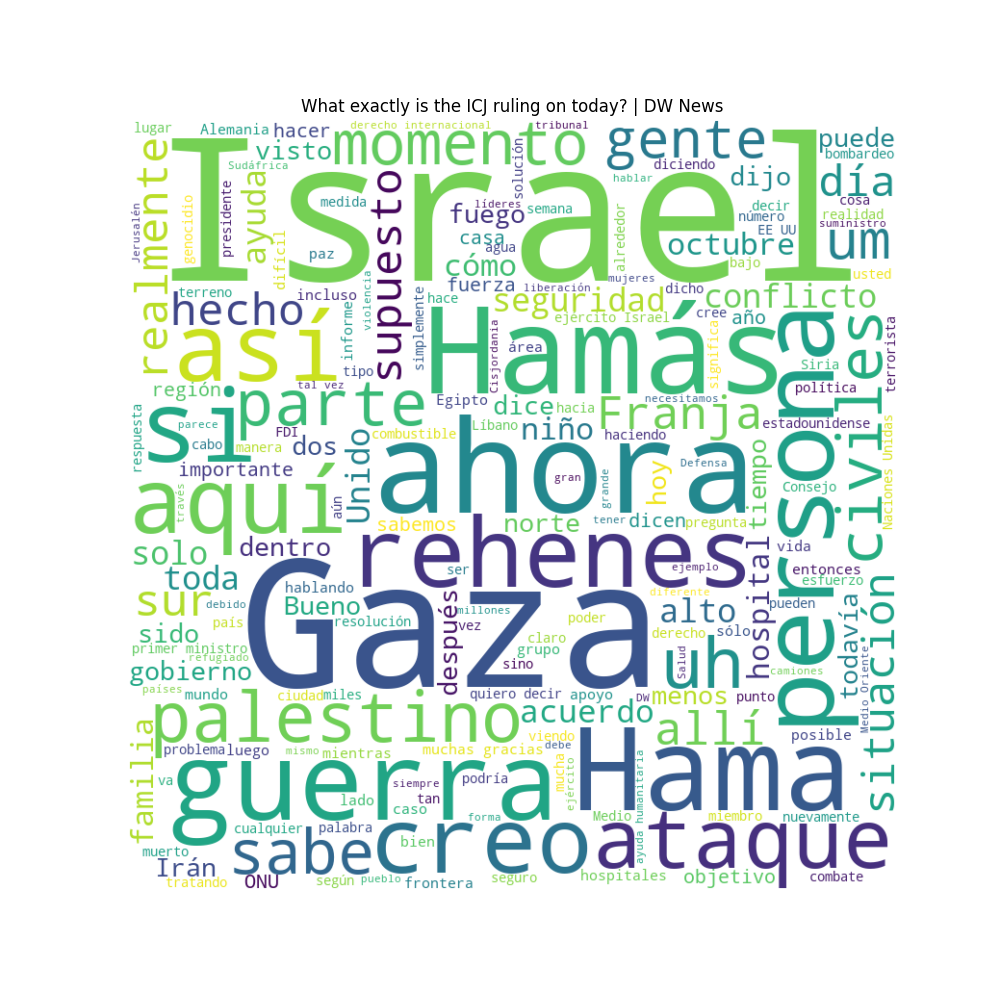 What exactly is the ICJ ruling on today? | DW News
lugar
Alemania
hacer
derecho internacional
tribunal
visto
momento
gente
puede
bombardeo
Sudáfrica
solución
diciendo
realmente
Israel
ayuda
medida
supuesto
hablar
dijo
día
cosa
líderes
semana
decir
realidad
Jerusalén
genocidio
presidente
difícil
fuego
número
suministro
casa
agua
alrededor
octubre
EE UU
um
paz
cómo
bajo
usted
violencia
fuerza
mujeres
terreno
incluso
simplemente
hace
liberación
dicho
seguridad
conflicto
hecho
ejército Israel
cree
año
informe
Cisjordania
significa
terrorista
así
Hamás
área
persona
civiles
Siria
tipo
región
tal vez
Egipto
necesitamos
política
si
parte
dice
hacia
Franja
estadounidense
respuesta
parece
FDI
Líbano
niño
haciendo
cabo
manera
dos
Unido
combustible
ahora
hoy
tiempo
Naciones Unidas
importante
gran
grande
Defensa
Consejo
aquí
través
aún
sabemos
norte
tener
dicen
pregunta
solo
dentro
rehenes
hospital
vida
toda
ser
ejemplo
entonces
esfuerzo
hablando
Gaza
diferente
sur
debido
Bueno
millones
alto
pueden
todavía
situación
país
resolución
después
vez
poder
sido
claro
derecho
sólo
primer ministro
grupo
refugiado
sino
uh
Salud
Medio Oriente
gobierno
camiones
países
mundo
ciudad
miles
quiero decir
apoyo
DW
menos
punto
palestino
acuerdo
allí
familia
viendo
posible
problema
luego
mismo
mientras
muchas gracias
debe
Hama
va
guerra
siempre
podría
mucha
ejército
ayuda humanitaria
lado
caso
tan
forma
Medio
miembro
nuevamente
cualquier
palabra
bien
muerto
sabe
creo
ataque
Irán
tratando
ONU
según
pueblo
frontera
seguro
hospitales
objetivo
combate